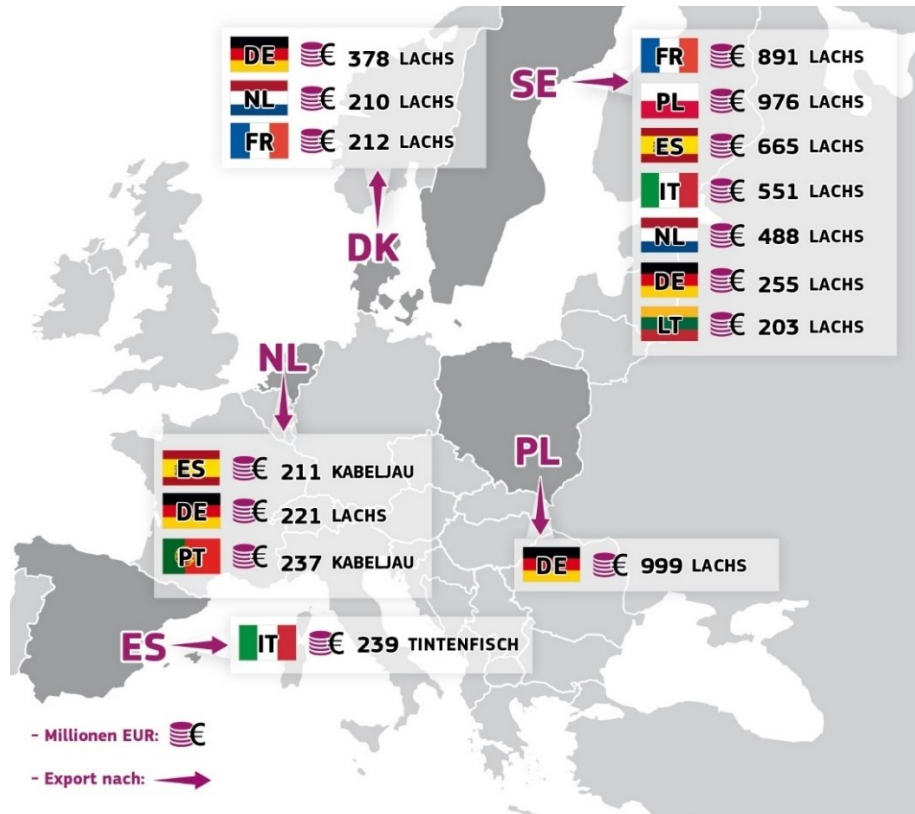 DE € 378 LACHS
NL € 210 LACHS
FR € 212 LACHS
DK
SE
FR € 891 LACHS
PL € 976 LACHS
ES € 665 LACHS
IT € 551 LACHS
NL € 488 LACHS
DE € 255 LACHS
LT € 203 LACHS
NL
ES € 211 KABELJAU
DE € 221 LACHS
PT € 237 KABELJAU
PL
DE € 999 LACHS
ES
IT € 239 TINTENFISCH
- Millionen EUR: €
- Export nach: